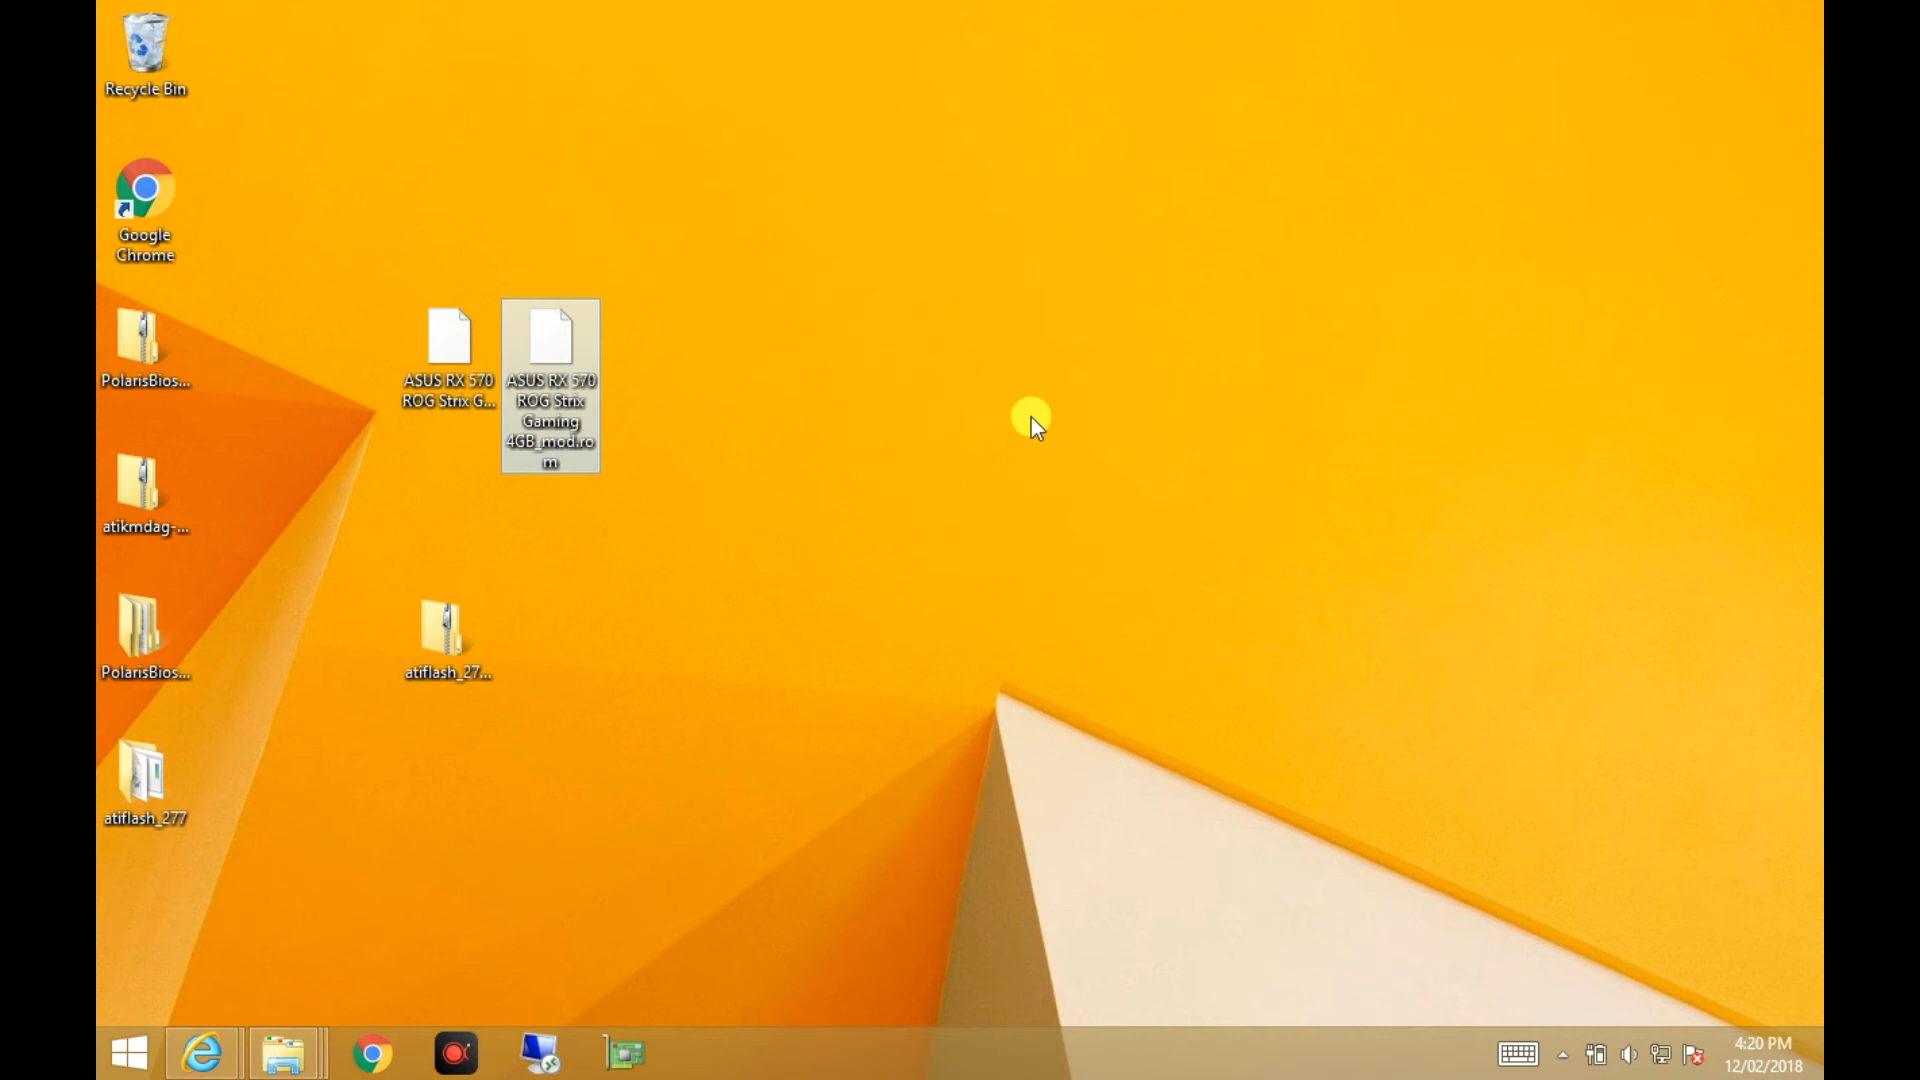 Recycle Bin
Google
Chrome
PolarisBios...
atikmdag-...
PolarisBios...
atiflash_277
ASUS RX 570
ROG Strix G...
ASUS RX 570
ROG Strix
Gaming
4GB_mod.ro
m
atiflash_27...
4:20 PM
12/02/2018